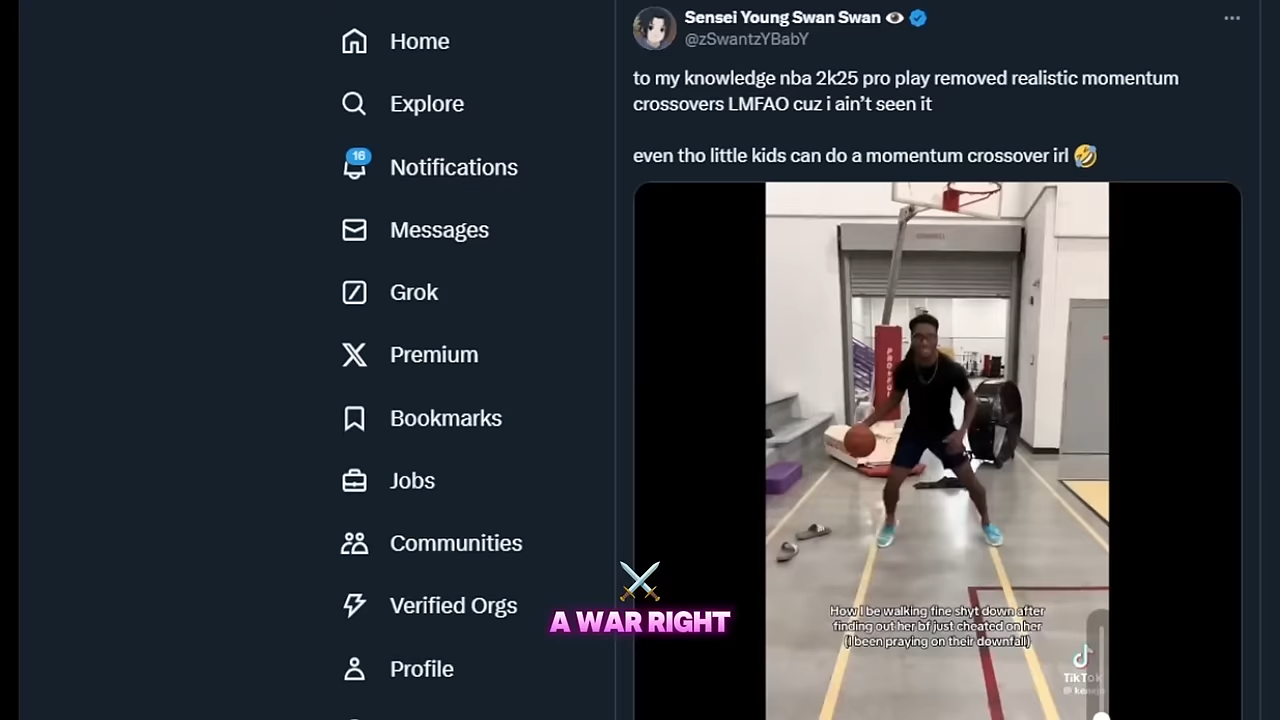 Home
Explore
16
Notifications
Messages
Grok
Premium
Bookmarks
Jobs
Communities
Verified Orgs
Profile
Sensei Young Swan Swan
@zSwantzYBabY
to my knowledge nba 2k25 pro play removed realistic momentum
crossovers LMFAO cuz i ain’t seen it
even tho little kids can do a momentum crossover irl 🤣
How I be walking fine shyt down after
finding out her bf just cheated on her
(I been praying on their downfall)
TikTok
A WAR RIGHT